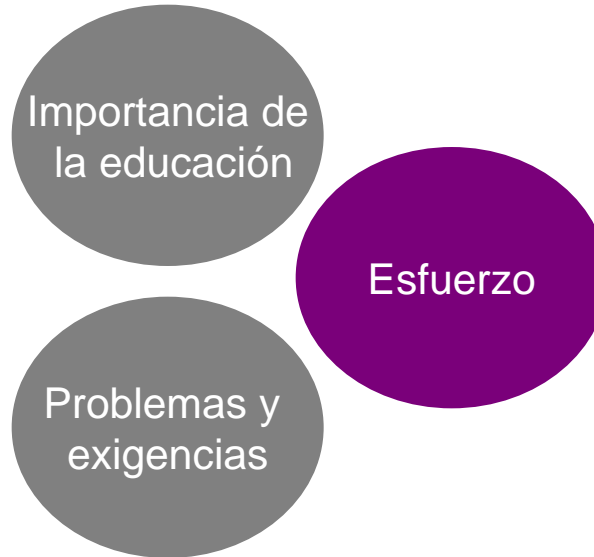 Importancia de
la educación
Esfuerzo
Problemas y
exigencias